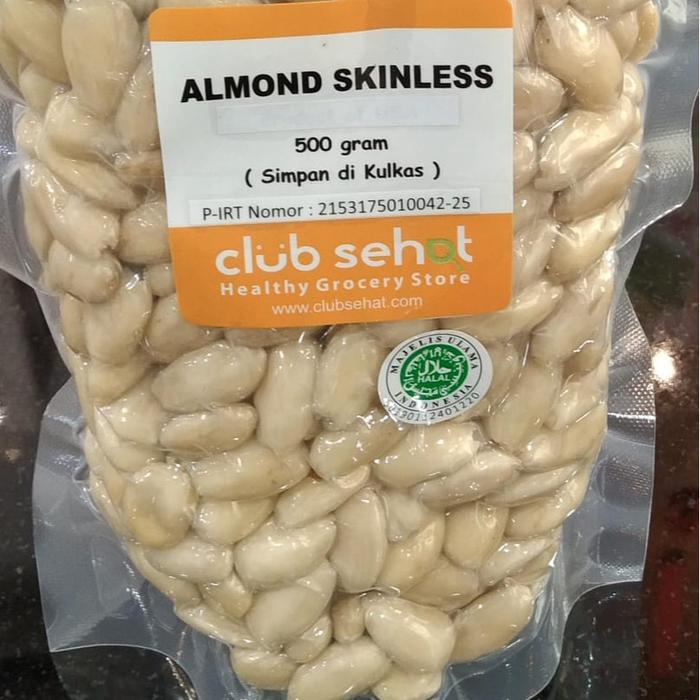 ALMOND SKINLESS
500 gram
( Simpan di Kulkas )
P-IRT Nomor : 2153175010042-25
club sehat
Healthy Grocery Store
www.clubsehat.com
MAJELIS ULAMA
حلال
HALAL
INDONESIA